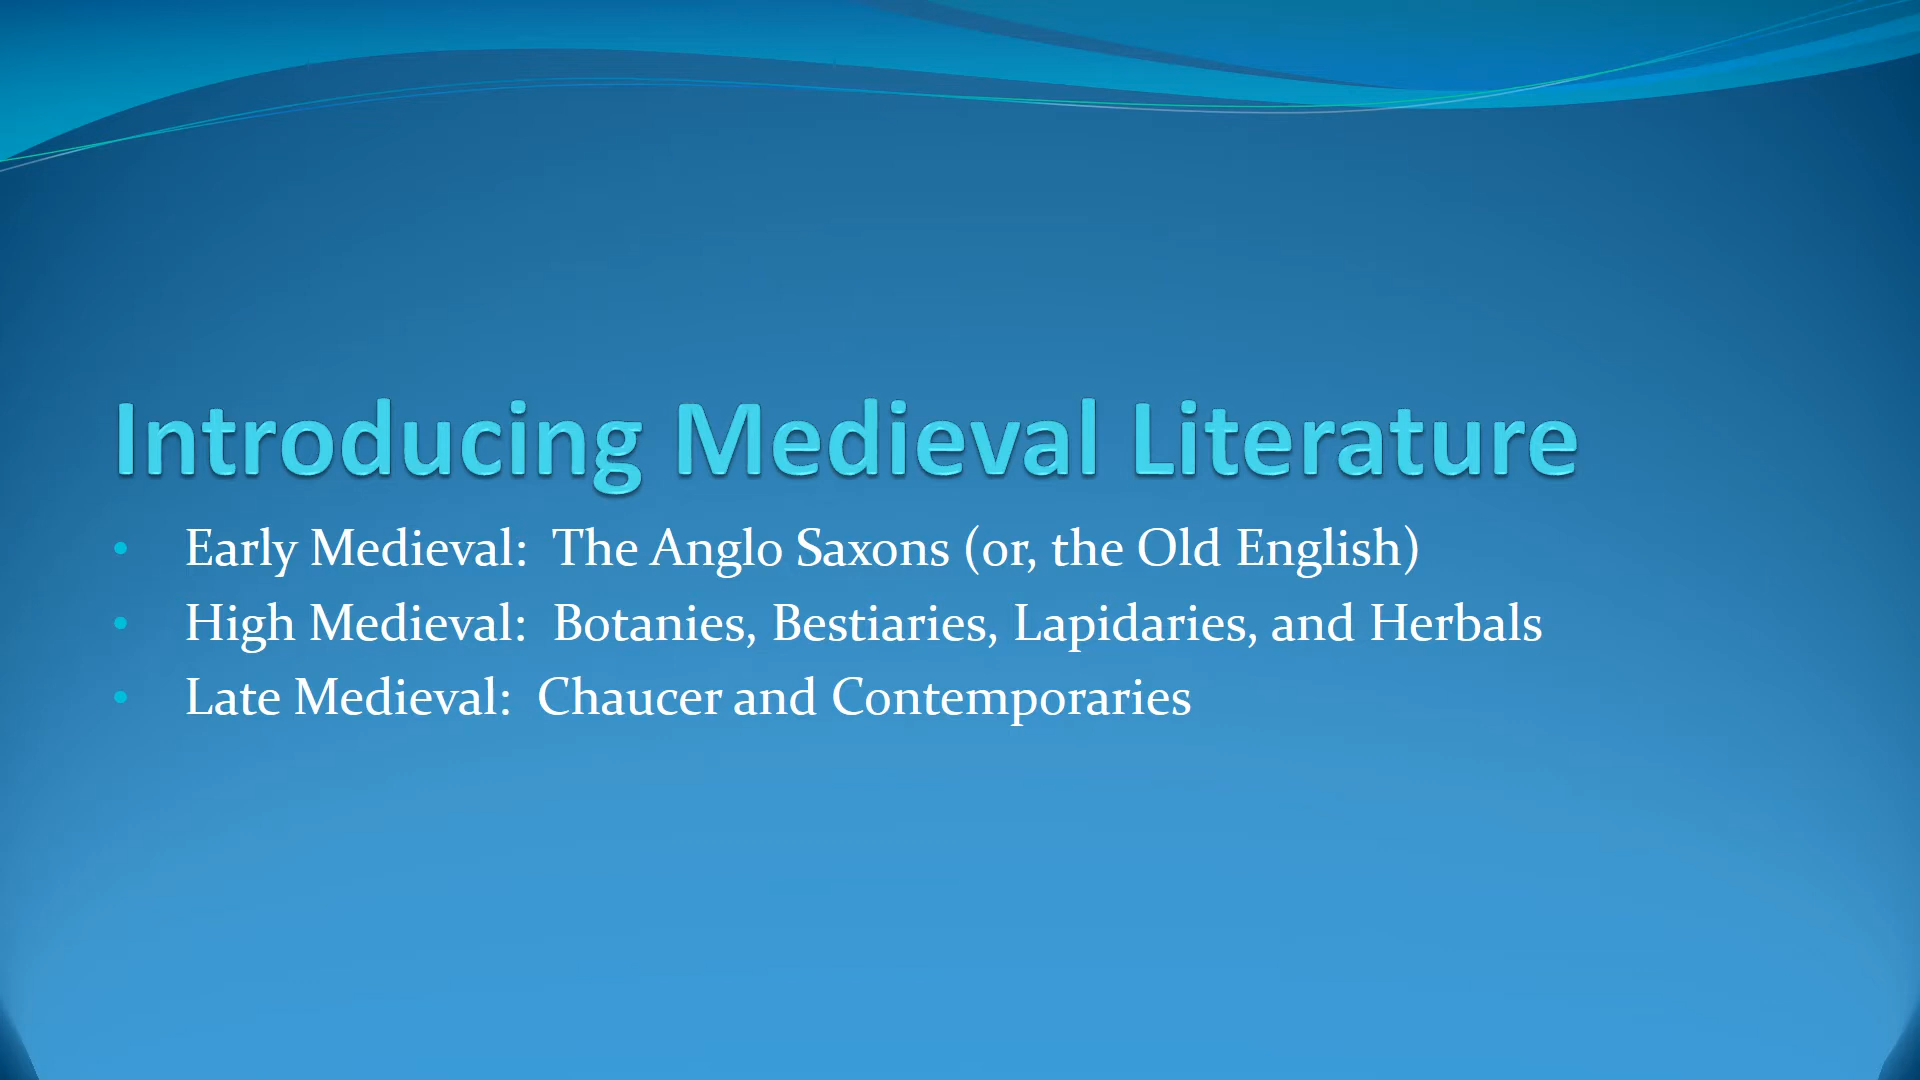 Introducing Medieval Literature
• Early Medieval: The Anglo Saxons (or, the Old English)
• High Medieval: Botanies, Bestiaries, Lapidaries, and Herbals
• Late Medieval: Chaucer and Contemporaries